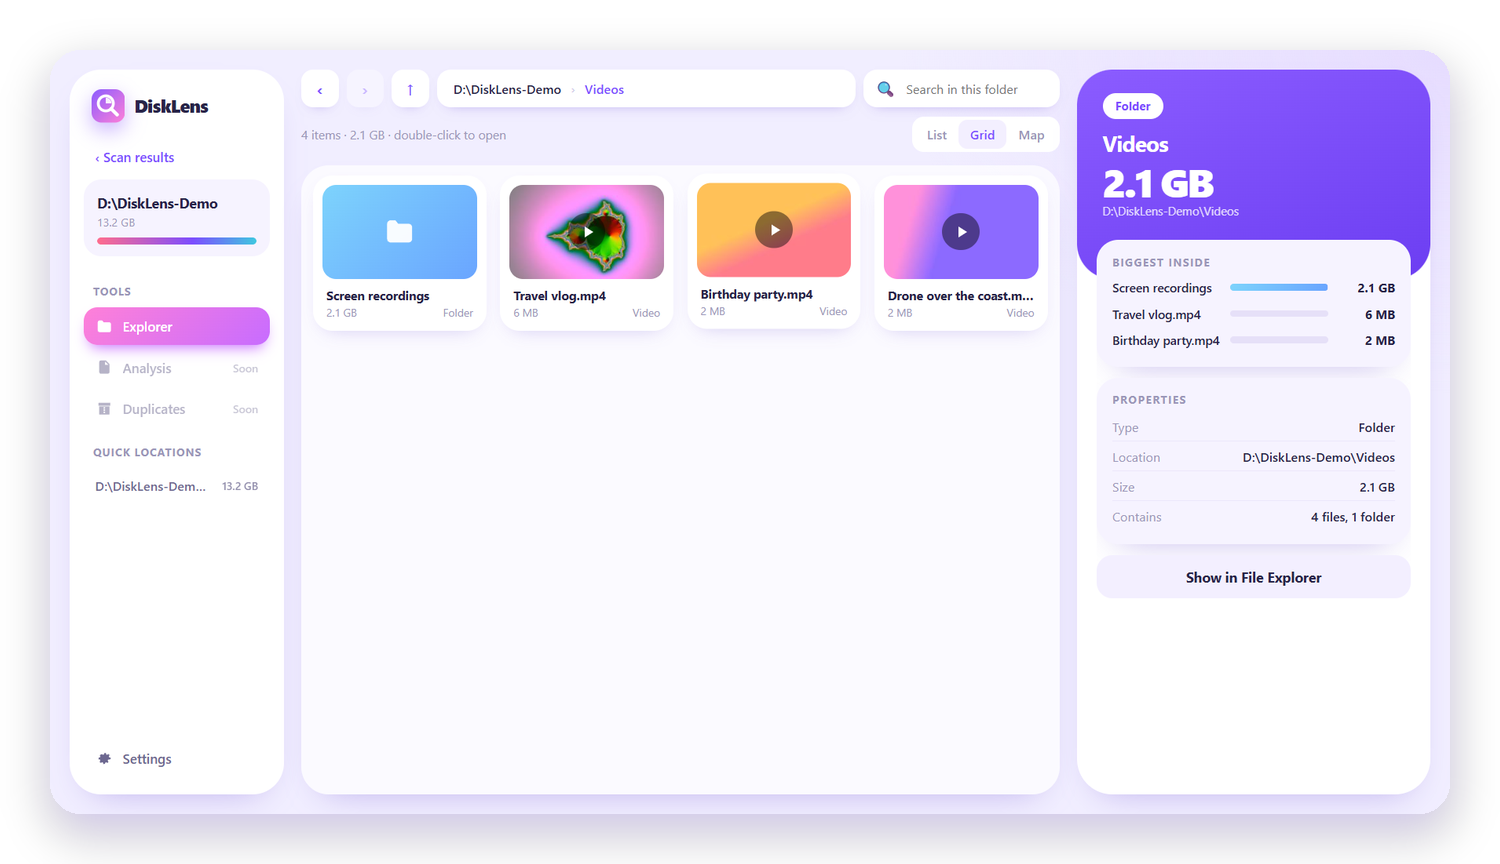 DiskLens
‹ Scan results
D:\DiskLens-Demo
13.2 GB
TOOLS
Explorer
Analysis Soon
Duplicates Soon
QUICK LOCATIONS
D:\DiskLens-Dem... 13.2 GB
Settings
‹ › ↑ D:\DiskLens-Demo › Videos
Search in this folder
4 items · 2.1 GB · double-click to open
List Grid Map
Screen recordings
2.1 GB Folder
Travel vlog.mp4
6 MB Video
Birthday party.mp4
2 MB Video
Drone over the coast.m...
2 MB Video
Folder
Videos
2.1 GB
D:\DiskLens-Demo\Videos
BIGGEST INSIDE
Screen recordings 2.1 GB
Travel vlog.mp4 6 MB
Birthday party.mp4 2 MB
PROPERTIES
Type Folder
Location D:\DiskLens-Demo\Videos
Size 2.1 GB
Contains 4 files, 1 folder
Show in File Explorer